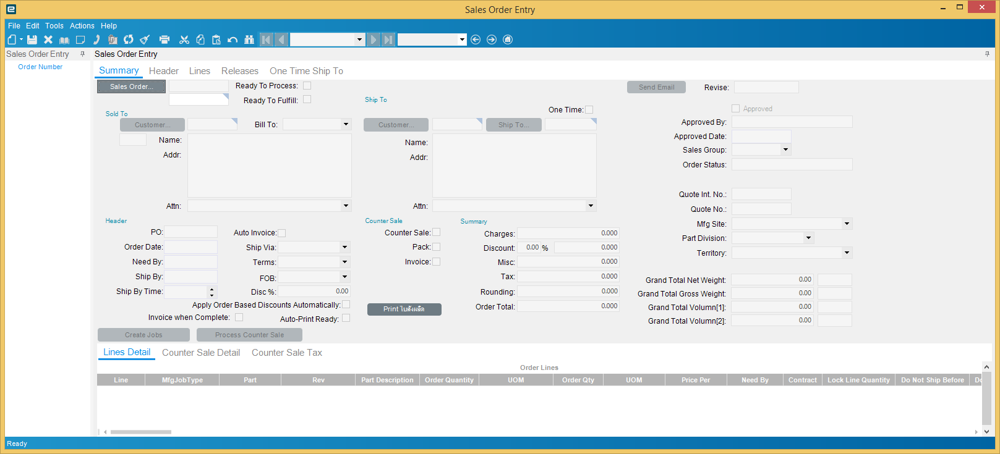 Sales Order Entry
File Edit Tools Actions Help
Sales Order Entry
Order Number
Sales Order Entry
Summary Header Lines Releases One Time Ship To
Sales Order... Ready To Process: Send Email Revise:
Ready To Fulfill: Ship To
Sold To One Time: Approved
Customer... Bill To: Customer... Ship To... Approved By:
Name: Name: Approved Date:
Addr: Addr: Sales Group:
Order Status:
Quote Int. No.:
Attn: Attn: Quote No.:
Header Counter Sale Summary Mfg Site:
PO: Auto Invoice: Counter Sale: Charges: 0.000 Part Division:
Order Date: Ship Via: Pack: Discount: 0.00 % 0.000 Territory:
Need By: Terms: Invoice: Misc: 0.000
Ship By: FOB: Tax: 0.000 Grand Total Net Weight: 0.00
Ship By Time: Disc %: 0.00 Rounding: 0.000 Grand Total Gross Weight: 0.00
Apply Order Based Discounts Automatically: Print ใบสั่งผลิต Order Total: 0.000 Grand Total Volumn[1]: 0.00
Invoice when Complete: Auto-Print Ready: Grand Total Volumn[2]: 0.00
Create Jobs Process Counter Sale
Lines Detail Counter Sale Detail Counter Sale Tax
Order Lines
Line MfgJobType Part Rev Part Description Order Quantity UOM Order Qty UOM Price Per Need By Contract Lock Line Quantity Do Not Ship Before Do
Ready